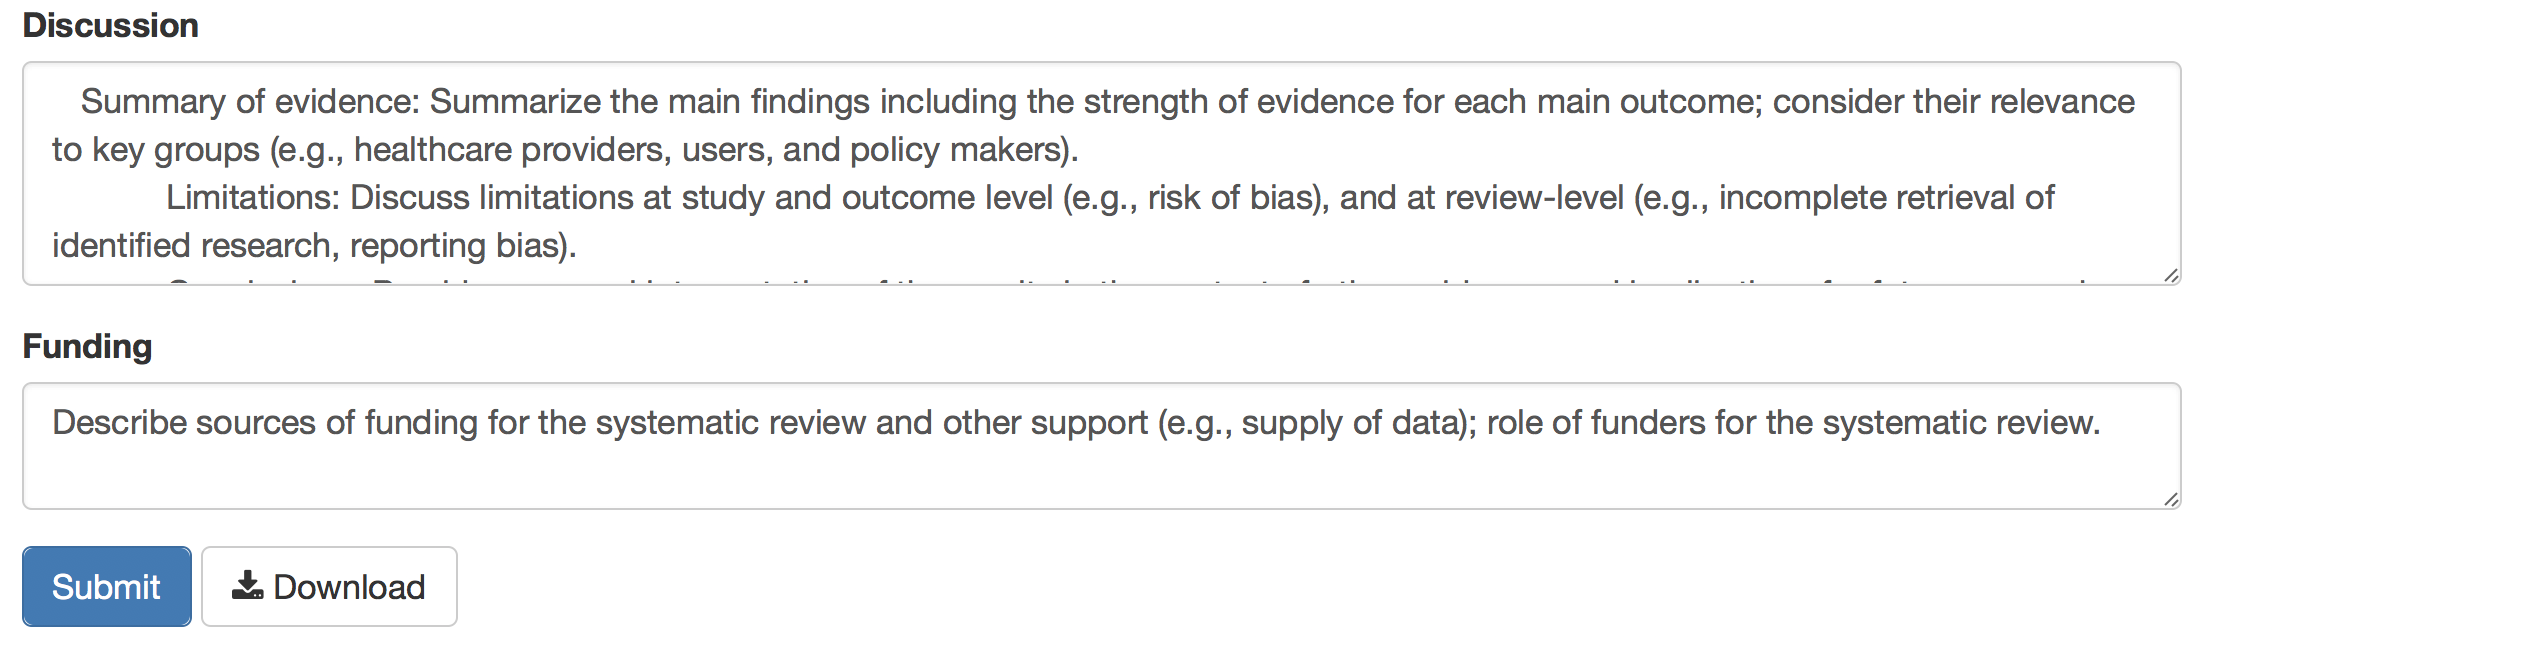 Discussion
Summary of evidence: Summarize the main findings including the strength of evidence for each main outcome; consider their relevance
to key groups (e.g., healthcare providers, users, and policy makers).
Limitations: Discuss limitations at study and outcome level (e.g., risk of bias), and at review-level (e.g., incomplete retrieval of
identified research, reporting bias).
Funding
Describe sources of funding for the systematic review and other support (e.g., supply of data); role of funders for the systematic review.
Submit
Download